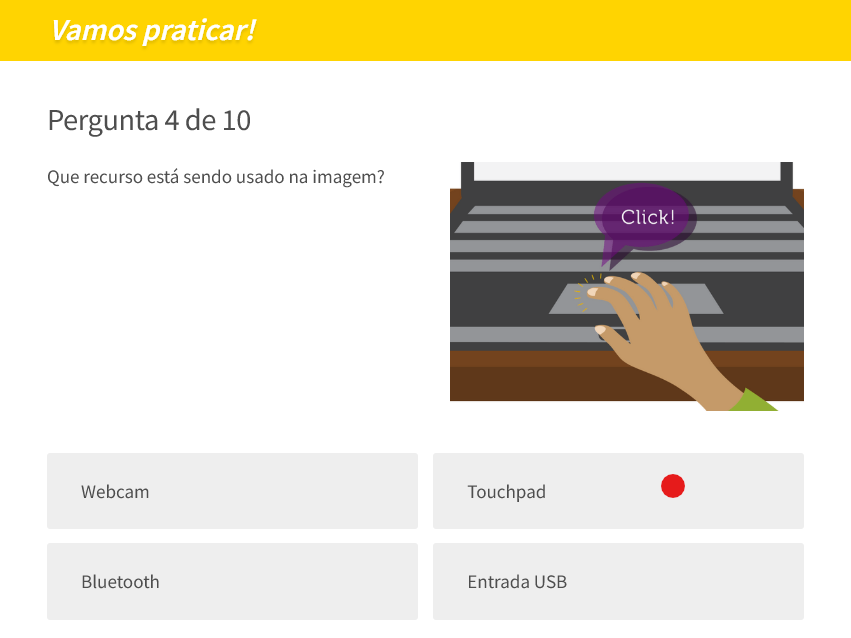 Vamos praticar!
Pergunta 4 de 10
Que recurso está sendo usado na imagem?
Click!
Webcam
Touchpad
Bluetooth
Entrada USB